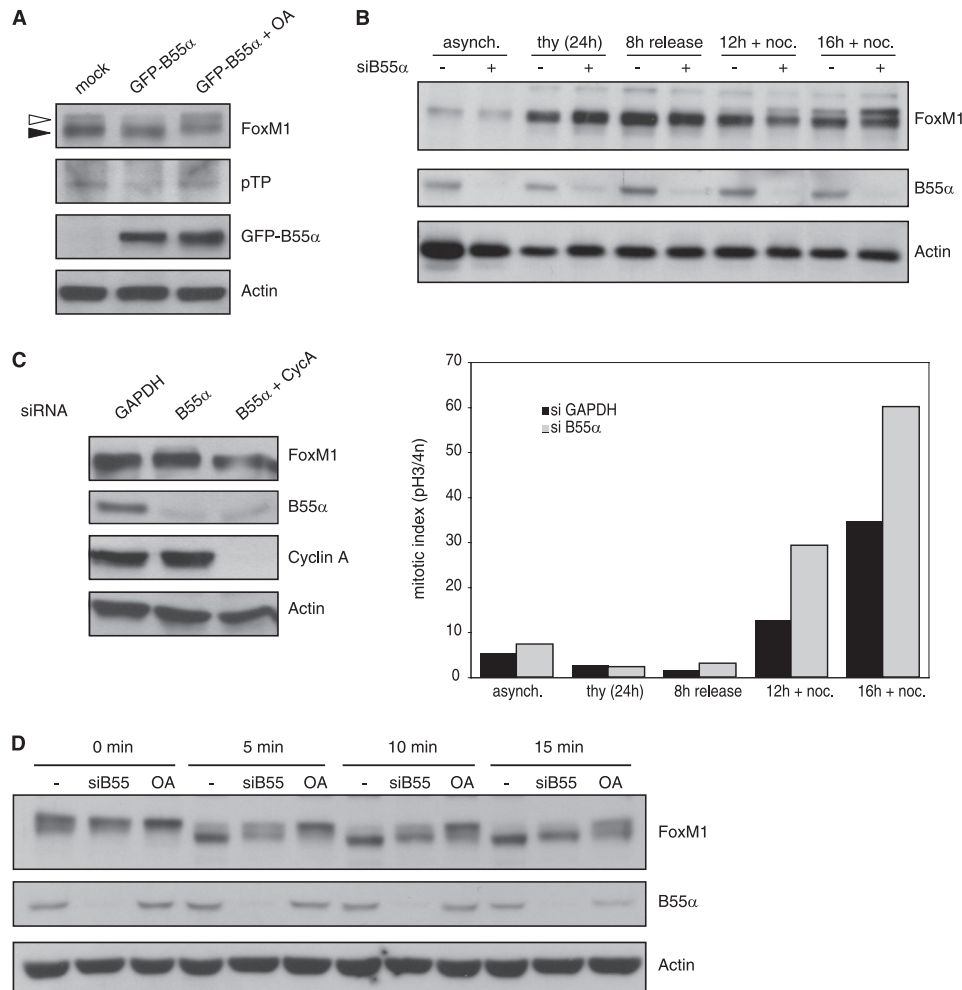 A
mock
GFP-B55α
GFP-B55α + OA
FoxM1
pTP
GFP-B55α
Actin
B
asynch. thy (24h) 8h release 12h + noc. 16h + noc.
siB55α - + - + - + - + - +
FoxM1
B55α
Actin
C
siRNA GAPDH B55α B55α + CycA
FoxM1
B55α
Cyclin A
Actin
mitotic index (pH3/4n)
70
60
50
40
30
20
10
0
si GAPDH
si B55α
asynch. thy (24h) 8h release 12h + noc. 16h + noc.
D
0 min 5 min 10 min 15 min
- siB55 OA - siB55 OA - siB55 OA - siB55 OA
FoxM1
B55α
Actin